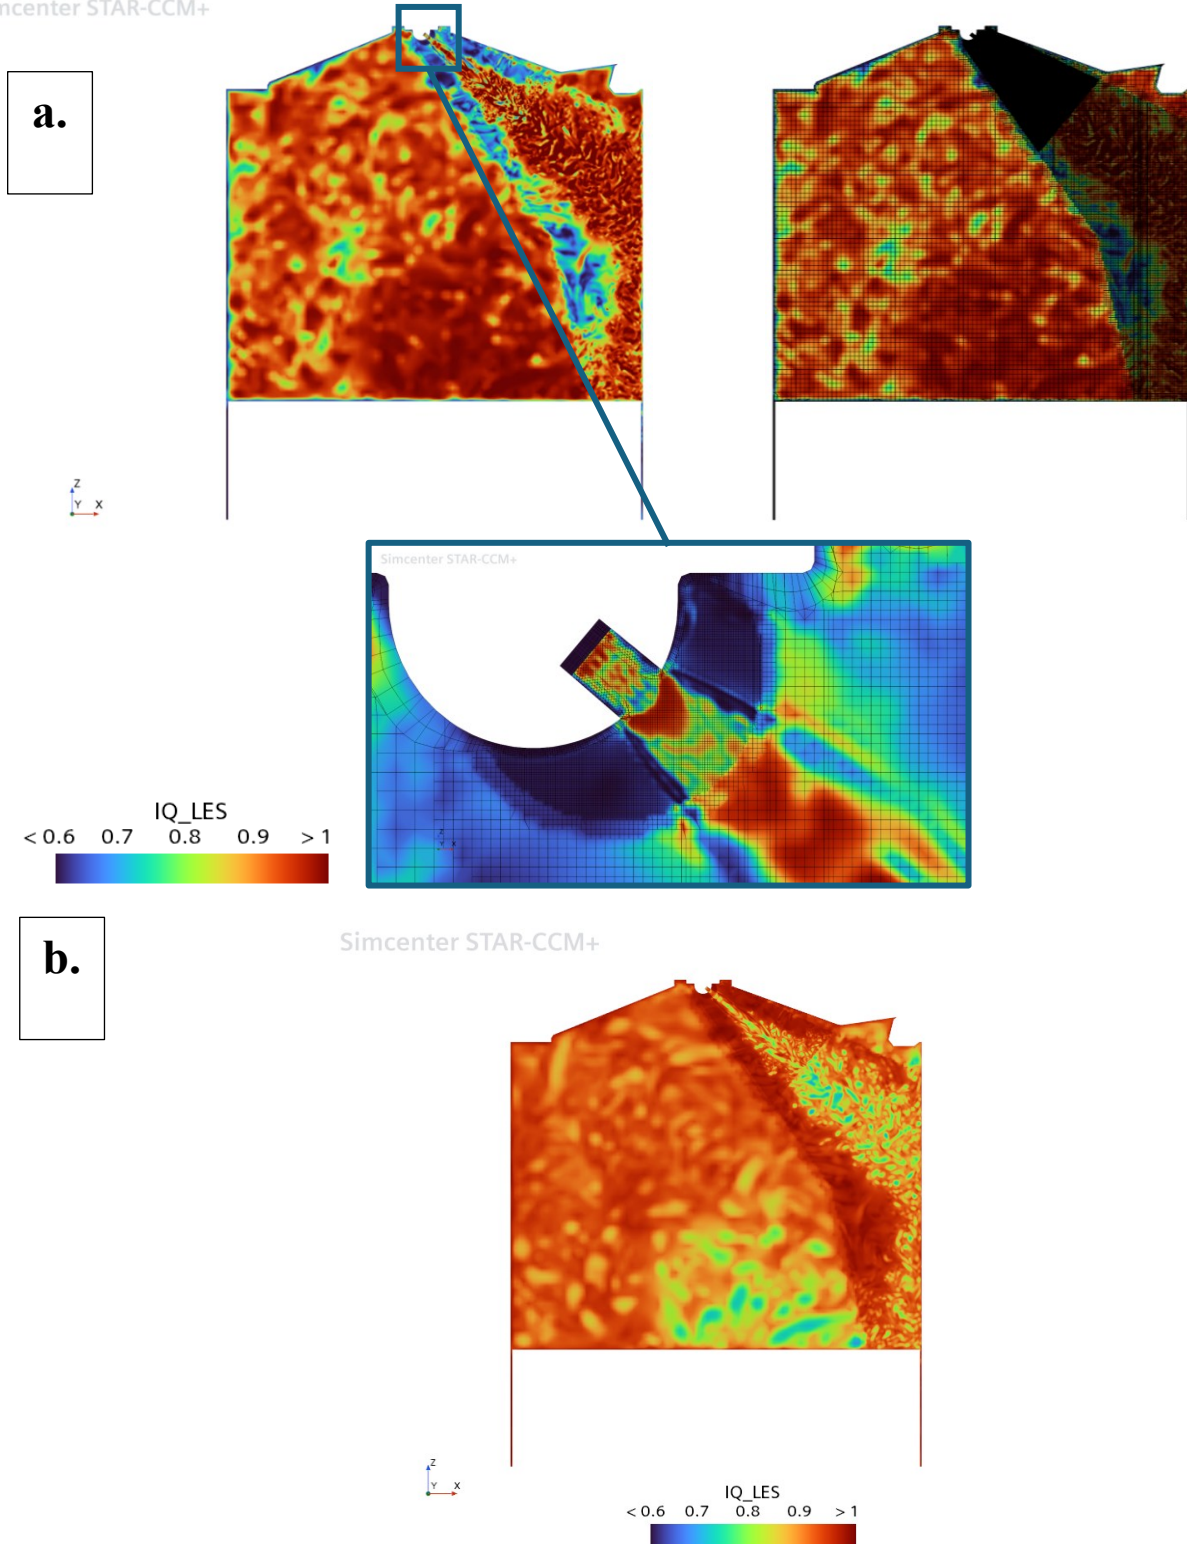 mcenter STAR-CCM+
a.
Z
Y X
Simcenter STAR-CCM+
IQ_LES
< 0.6 0.7 0.8 0.9 > 1
b.
Simcenter STAR-CCM+
Z
Y X
IQ_LES
< 0.6 0.7 0.8 0.9 > 1